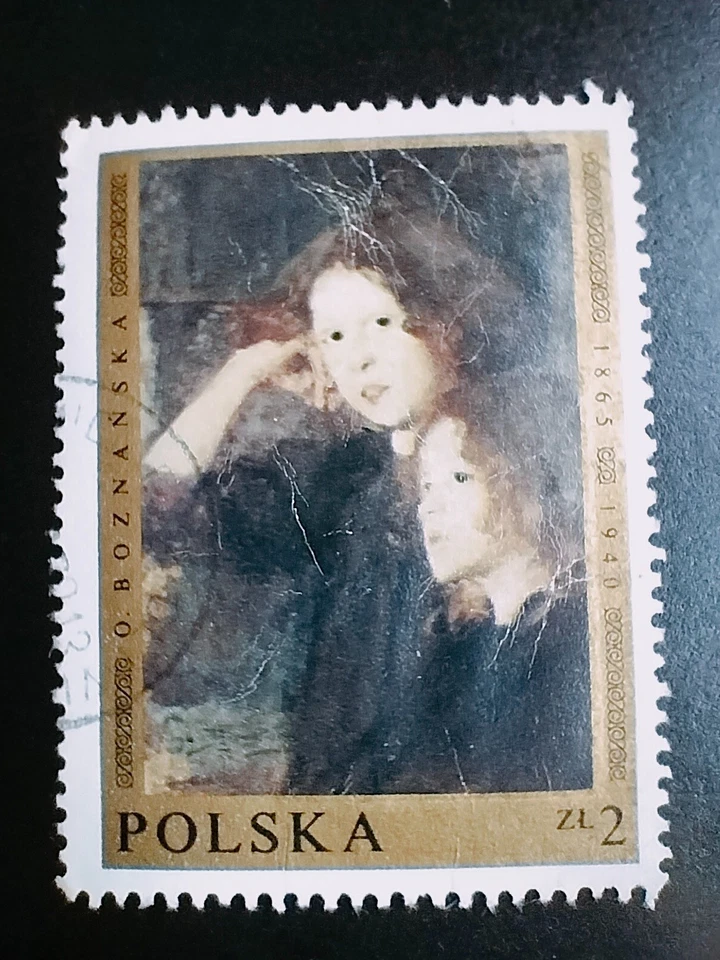 O. BOZNAŃSKA
1865 1940
POLSKA
ZŁ 2